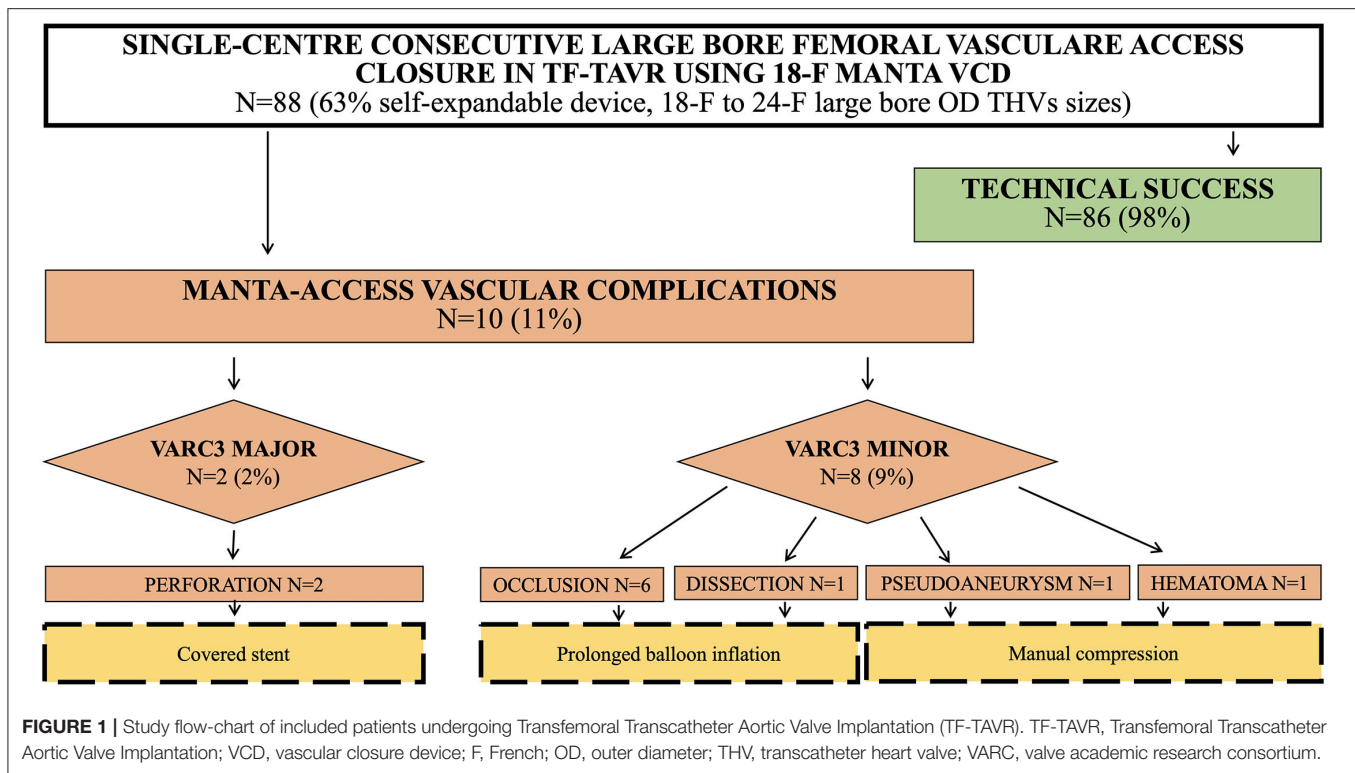 SINGLE-CENTRE CONSECUTIVE LARGE BORE FEMORAL VASCULARE ACCESS
CLOSURE IN TF-TAVR USING 18-F MANTA VCD
N=88 (63% self-expandable device, 18-F to 24-F large bore OD THVs sizes)
TECHNICAL SUCCESS
N=86 (98%)
MANTA-ACCESS VASCULAR COMPLICATIONS
N=10 (11%)
VARC3 MAJOR
N=2 (2%)
VARC3 MINOR
N=8 (9%)
PERFORATION N=2
OCCLUSION N=6
DISSECTION N=1
PSEUDOANEURYSM N=1
HEMATOMA N=1
Covered stent
Prolonged balloon inflation
Manual compression
FIGURE 1 | Study flow-chart of included patients undergoing Transfemoral Transcatheter Aortic Valve Implantation (TF-TAVR). TF-TAVR, Transfemoral Transcatheter
Aortic Valve Implantation; VCD, vascular closure device; F, French; OD, outer diameter; THV, transcatheter heart valve; VARC, valve academic research consortium.